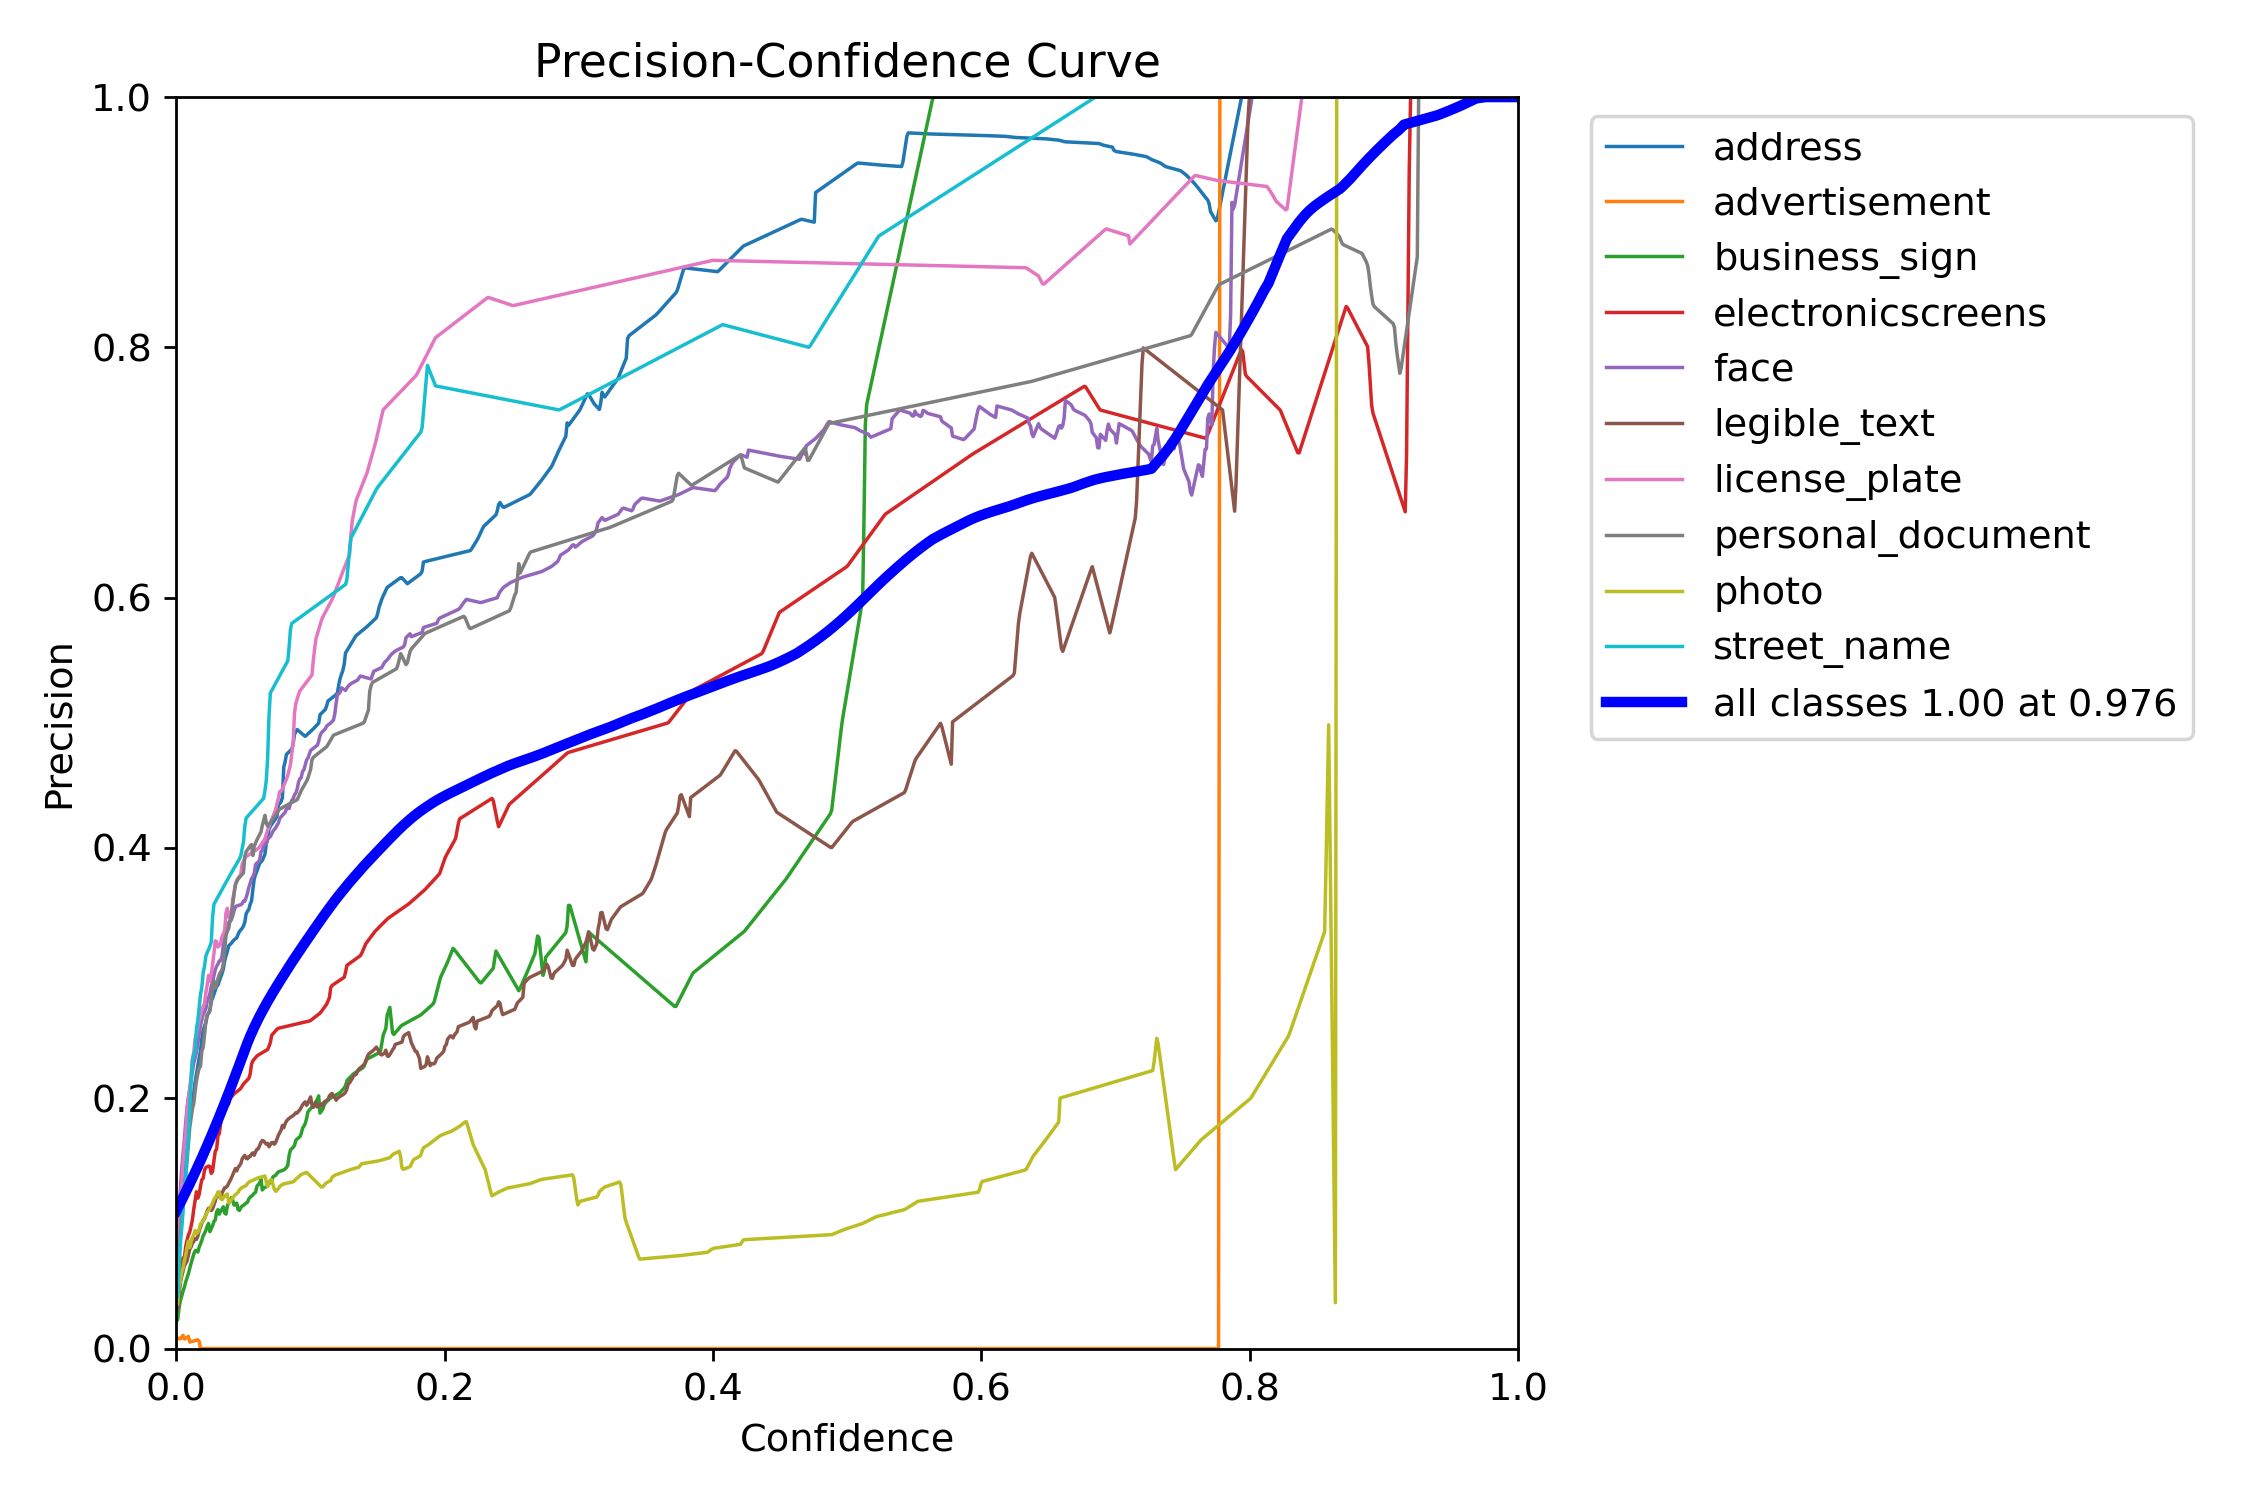 Precision-Confidence Curve
1.0
0.8
0.6
0.4
0.2
0.0
Precision
0.0
0.2
0.4
0.6
0.8
1.0
Confidence
address
advertisement
business_sign
electronicscreens
face
legible_text
license_plate
personal_document
photo
street_name
all classes 1.00 at 0.976